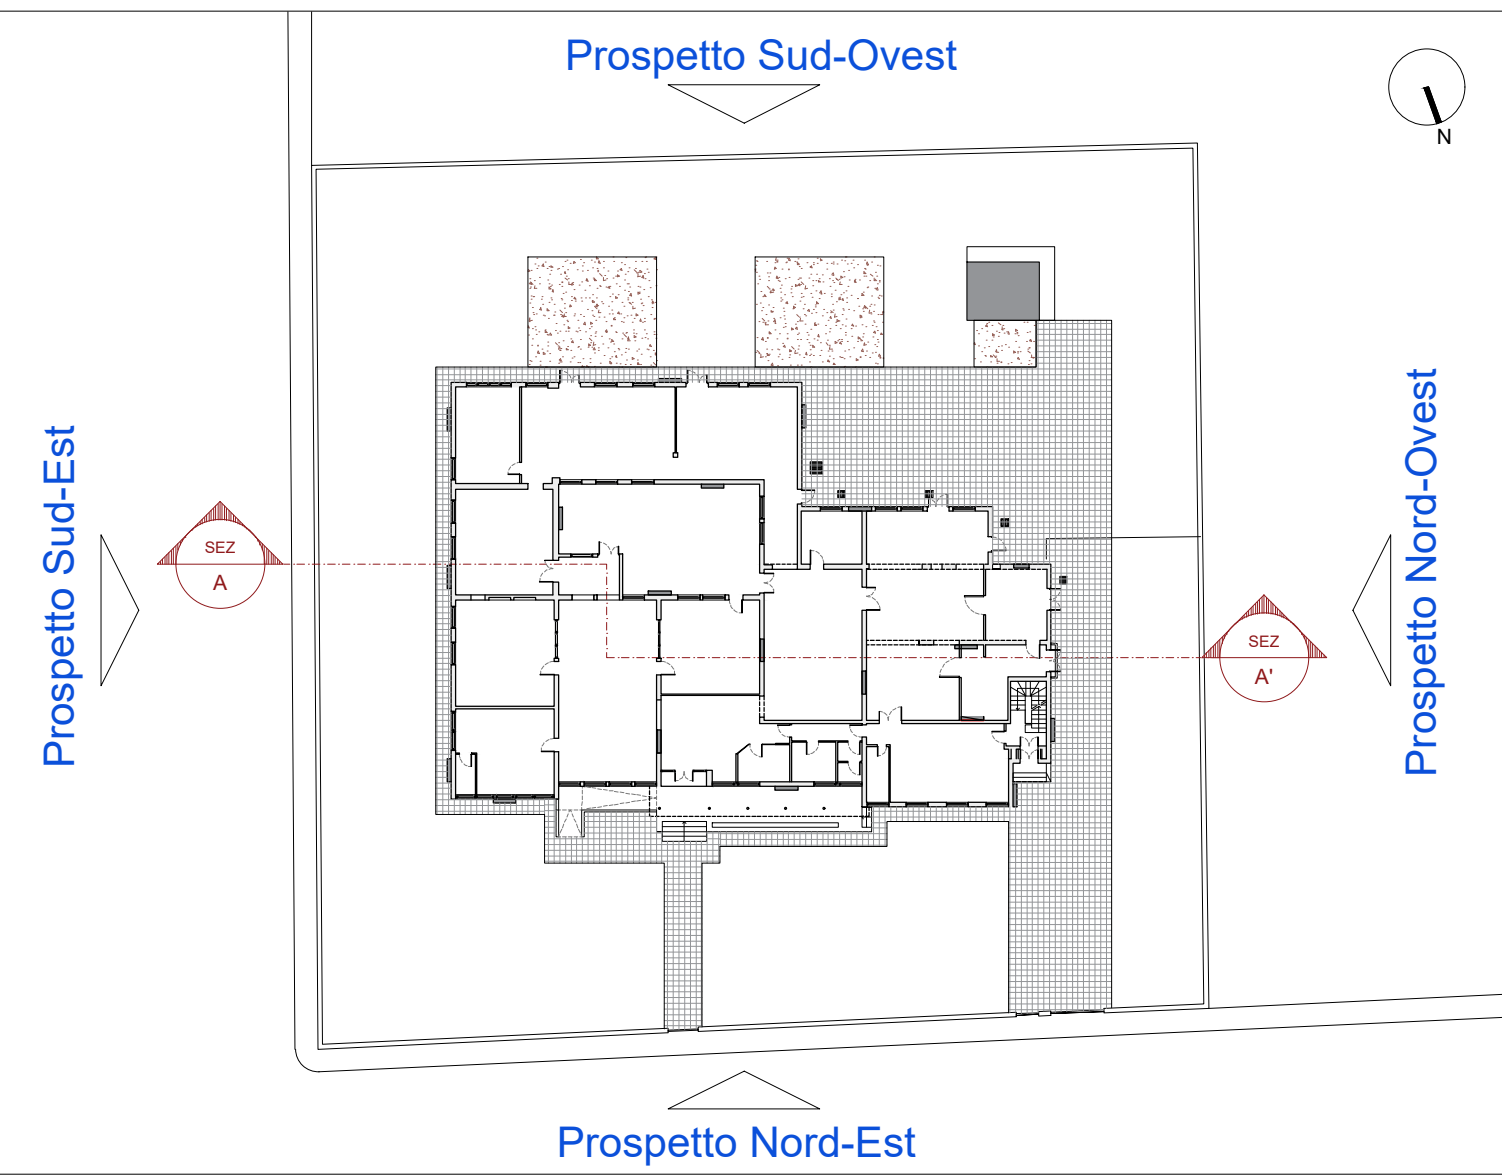 Prospetto Sud-Ovest
N
Prospetto Sud-Est
SEZ
A
SEZ
A'
Prospetto Nord-Ovest
Prospetto Nord-Est